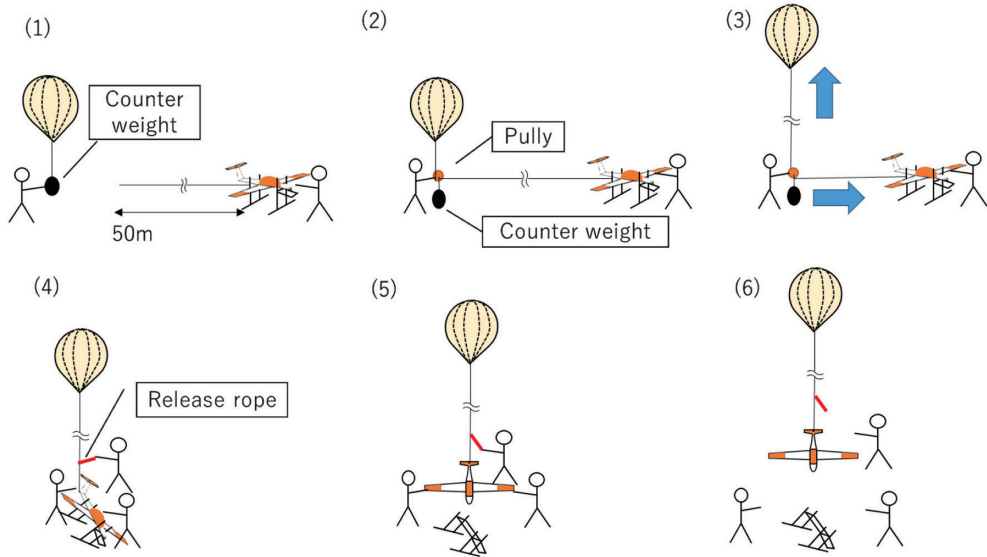 (1)
Counter
weight
50m
(2)
Pully
Counter weight
(3)
(4)
Release rope
(5)
(6)